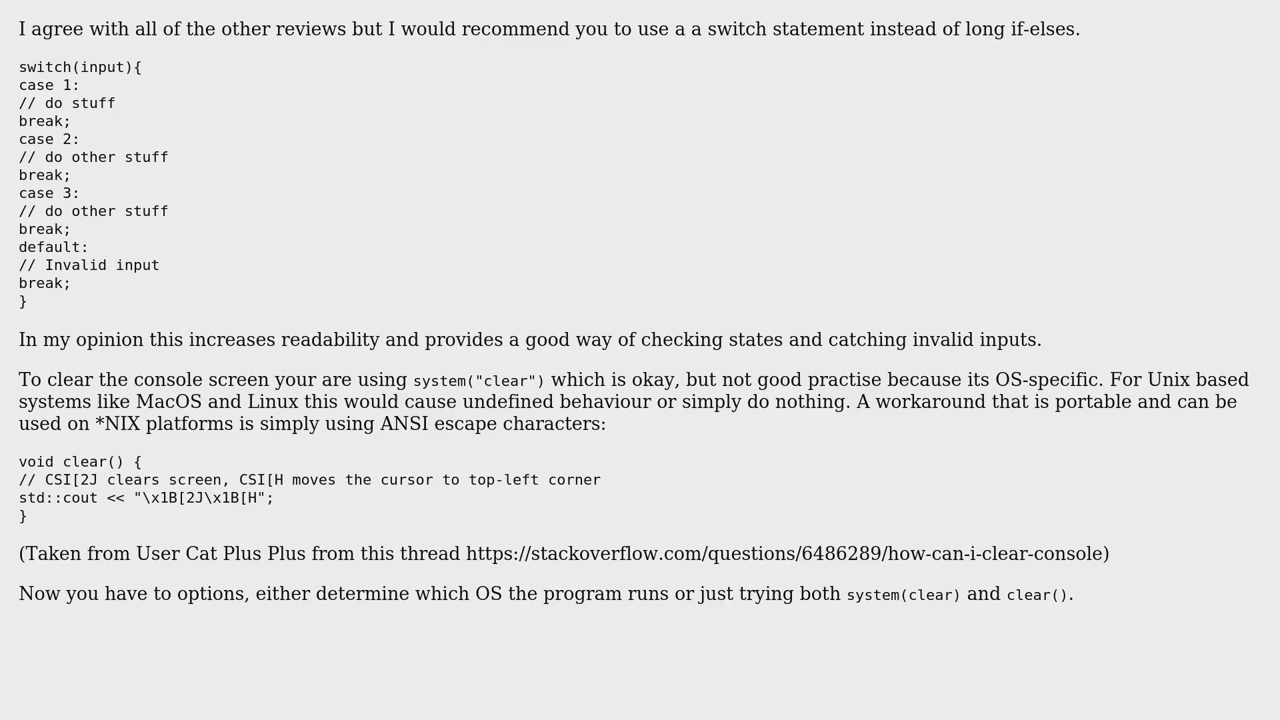 I agree with all of the other reviews but I would recommend you to use a a switch statement instead of long if-elses.
switch(input){
case 1:
// do stuff
break;
case 2:
// do other stuff
break;
case 3:
// do other stuff
break;
default:
// Invalid input
break;
}
In my opinion this increases readability and provides a good way of checking states and catching invalid inputs.
To clear the console screen your are using system("clear") which is okay, but not good practise because its OS-specific. For Unix based
systems like MacOS and Linux this would cause undefined behaviour or simply do nothing. A workaround that is portable and can be
used on *NIX platforms is simply using ANSI escape characters:
void clear() {
// CSI[2J clears screen, CSI[H moves the cursor to top-left corner
std::cout << "\x1B[2J\x1B[H";
}
(Taken from User Cat Plus Plus from this thread https://stackoverflow.com/questions/6486289/how-can-i-clear-console)
Now you have to options, either determine which OS the program runs or just trying both system(clear) and clear().